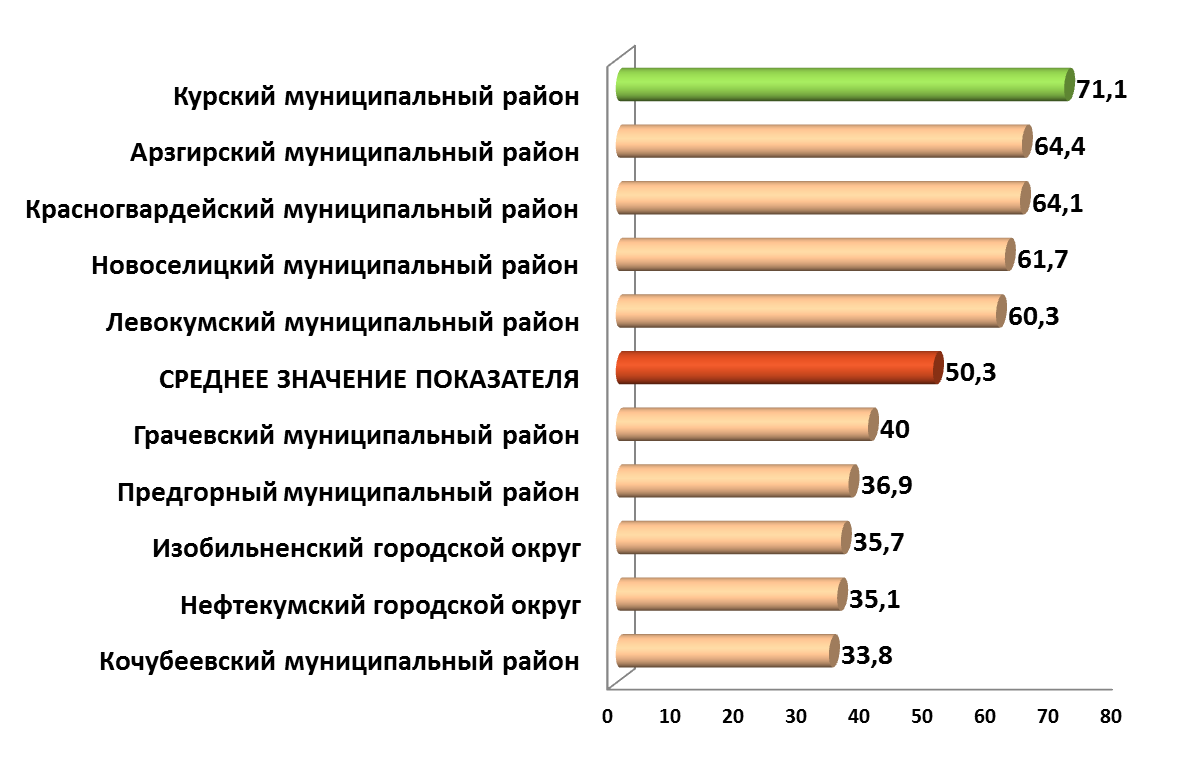 Курский муниципальный район 71,1
Арзгирский муниципальный район 64,4
Красногвардейский муниципальный район 64,1
Новоселицкий муниципальный район 61,7
Левокумский муниципальный район 60,3
СРЕДНЕЕ ЗНАЧЕНИЕ ПОКАЗАТЕЛЯ 50,3
Грачевский муниципальный район 40
Предгорный муниципальный район 36,9
Изобильненский городской округ 35,7
Нефтекумский городской округ 35,1
Кочубеевский муниципальный район 33,8
0 10 20 30 40 50 60 70 80